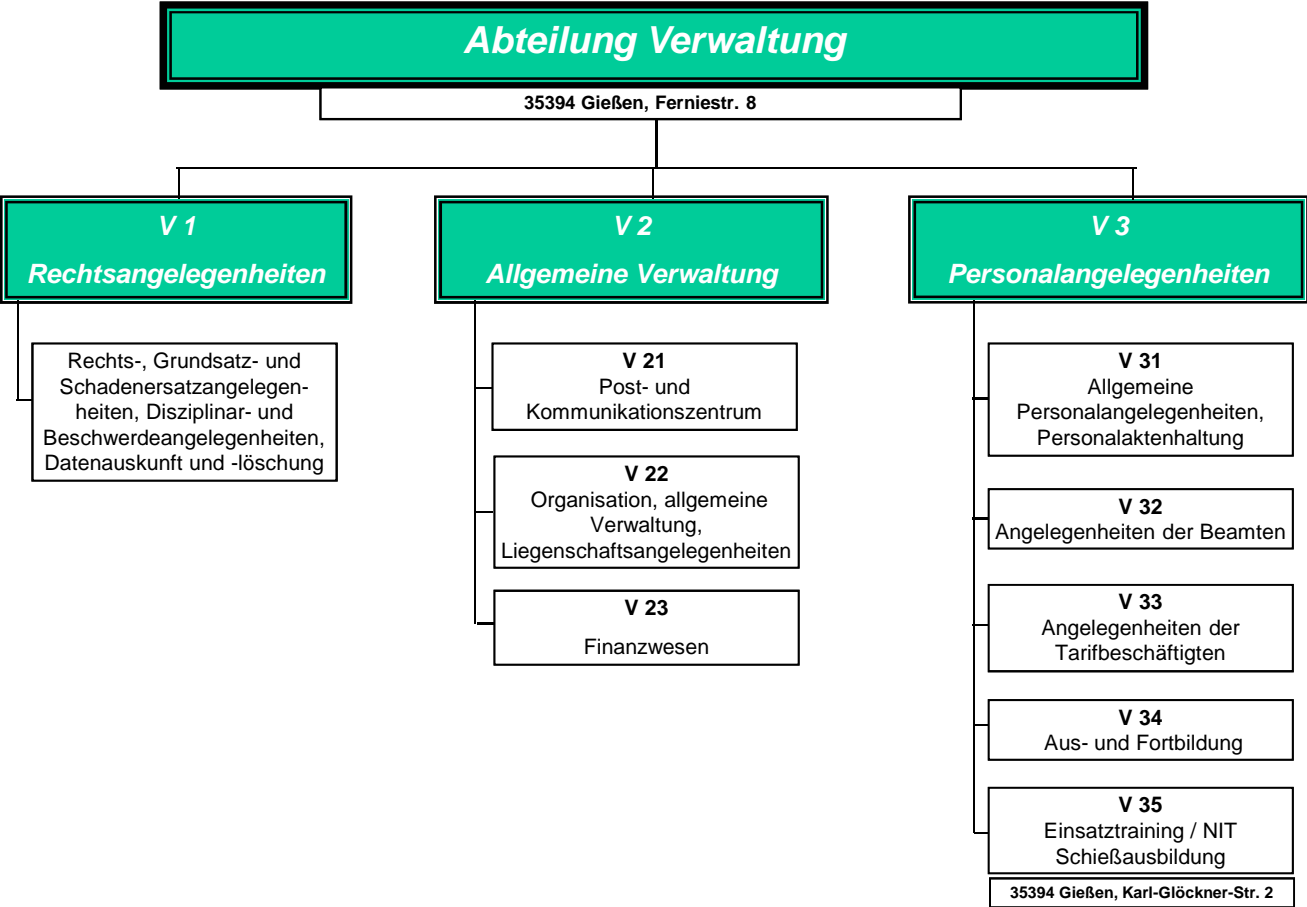 Abteilung Verwaltung
35394 Gießen, Ferniestr. 8
V 1
Rechtsangelegenheiten
Rechts-, Grundsatz- und
Schadenersatzangelegen-
heiten, Disziplinar- und
Beschwerdeangelegenheiten,
Datenauskunft und -löschung
V 2
Allgemeine Verwaltung
V 21
Post- und
Kommunikationszentrum
V 22
Organisation, allgemeine
Verwaltung,
Liegenschaftsangelegenheiten
V 23
Finanzwesen
V 3
Personalangelegenheiten
V 31
Allgemeine
Personalangelegenheiten,
Personalaktenhaltung
V 32
Angelegenheiten der Beamten
V 33
Angelegenheiten der
Tarifbeschäftigten
V 34
Aus- und Fortbildung
V 35
Einsatztraining / NIT
Schießausbildung
35394 Gießen, Karl-Glöckner-Str. 2